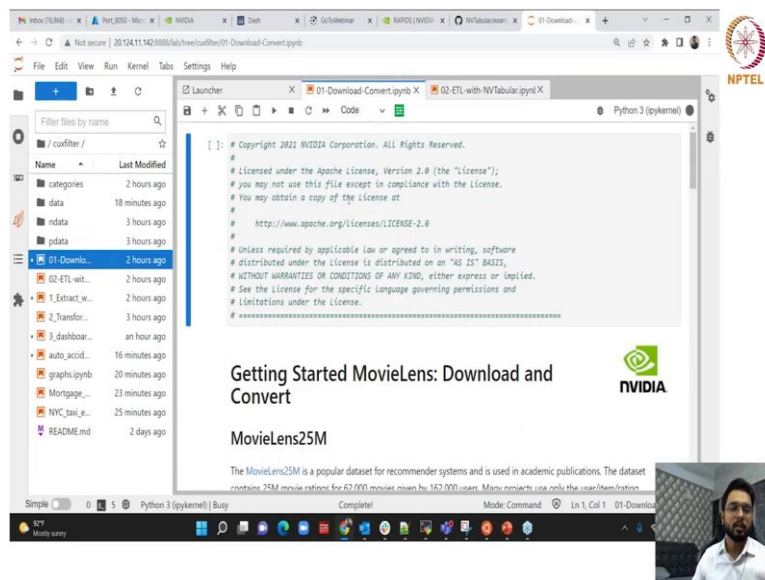 Inbox (76,968) -
Port_8050 - Micr
NVIDIA
Dash
GoToWebinar
RAPIDS | NVIDIA
NVTabular/exam
01-Download-
Not secure | 20.124.11.142:8888/lab/tree/cuxfilter/01-Download-Convert.ipynb
NPTEL
File Edit View Run Kernel Tabs Settings Help
Launcher
01-Download-Convert.ipynb
02-ETL-with-NVTabular.ipynl
Code
Python 3 (ipykernel)
Filter files by name
/ cuxfilter /
Name
Last Modified
categories 2 hours ago
data 18 minutes ago
ndata 3 hours ago
pdata 3 hours ago
01-Downlo... 2 hours ago
02-ETL-wit... 2 hours ago
1_Extract_w... 2 hours ago
2_Transfor... 3 hours ago
3_dashboar... an hour ago
auto_accid... 16 minutes ago
graphs.ipynb 20 minutes ago
Mortgage_... 23 minutes ago
NYC_taxi_e... 25 minutes ago
README.md 2 days ago
[ ]: # Copyright 2021 NVIDIA Corporation. All Rights Reserved.
#
# Licensed under the Apache License, Version 2.0 (the "License");
# you may not use this file except in compliance with the License.
# You may obtain a copy of the License at
#
# http://www.apache.org/licenses/LICENSE-2.0
#
# Unless required by applicable law or agreed to in writing, software
# distributed under the License is distributed on an "AS IS" BASIS,
# WITHOUT WARRANTIES OR CONDITIONS OF ANY KIND, either express or implied.
# See the License for the specific language governing permissions and
# limitations under the License.
# ==============================================================================
Getting Started MovieLens: Download and
Convert
NVIDIA.
MovieLens25M
The MovieLens25M is a popular dataset for recommender systems and is used in academic publications. The dataset
contains 25M movie ratings for 62,000 movies given by 162,000 users. Many projects use only the user/item/rating
Simple 0 5 Python 3 (ipykernel) | Busy Complete! Mode: Command Ln 1, Col 1 01-Downloa
92°F
Mostly sunny